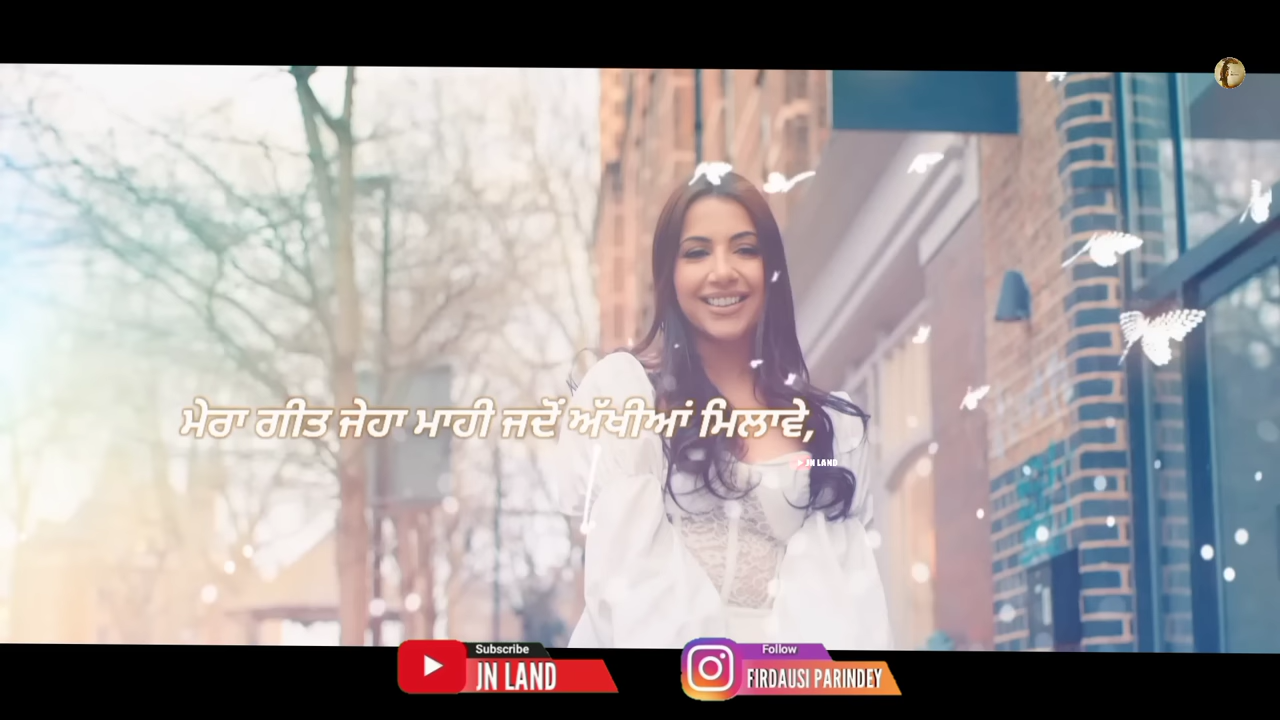 ਮੇਰਾ ਗੀਤ ਜੇਹਾ ਮਾਹੀ ਜਦੋਂ ਅੱਖੀਆਂ ਮਿਲਾਵੇ,
JN LAND
Subscribe
JN LAND
Follow
FIRDAUSI PARINDEY